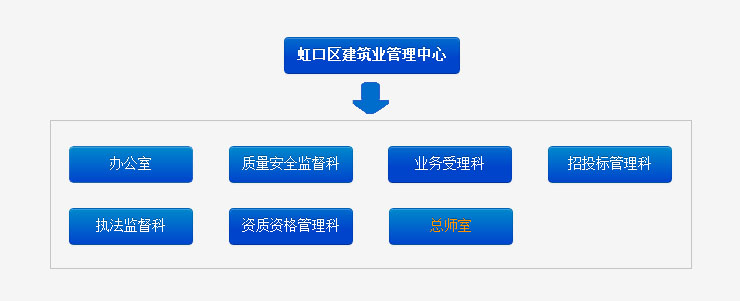 虹口区建筑业管理中心
办公室
质量安全监督科
业务受理科
招投标管理科
执法监督科
资质资格管理科
总师室